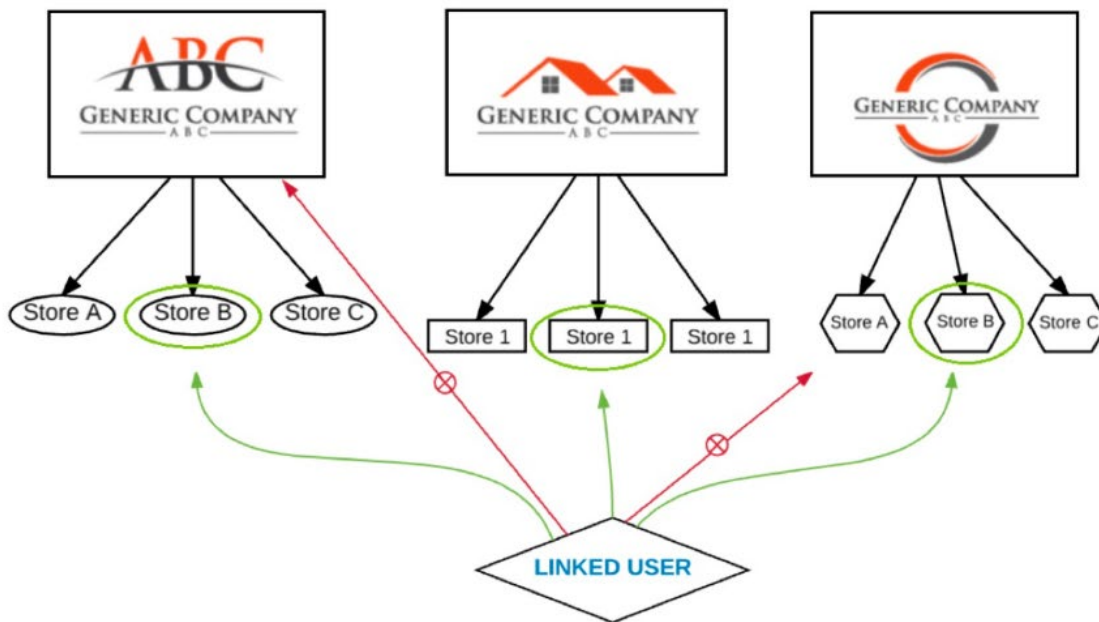 ABC
GENERIC COMPANY
ABC
GENERIC COMPANY
ABC
GENERIC COMPANY
ABC
Store A
Store B
Store C
Store 1
Store 1
Store 1
Store A
Store B
Store C
LINKED USER